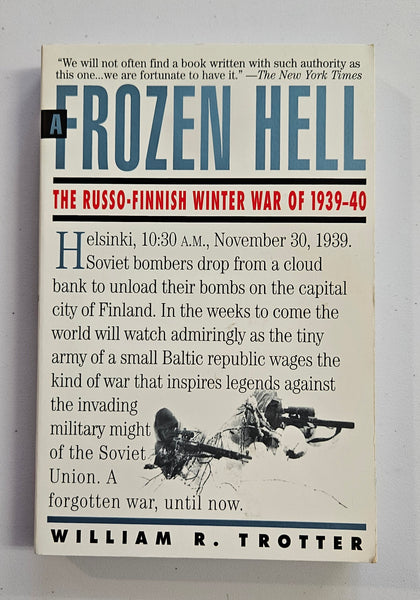 “We will not often find a book written with such authority as
this one...we are fortunate to have it.” —The New York Times
A FROZEN HELL
THE RUSSO-FINNISH WINTER WAR OF 1939–40
Helsinki, 10:30 A.M., November 30, 1939.
Soviet bombers drop from a cloud
bank to unload their bombs on the capital
city of Finland. In the weeks to come the
world will watch admiringly as the tiny
army of a small Baltic republic wages the
kind of war that inspires legends against
the invading
military might
of the Soviet
Union. A
forgotten war, until now.
WILLIAM R. TROTTER